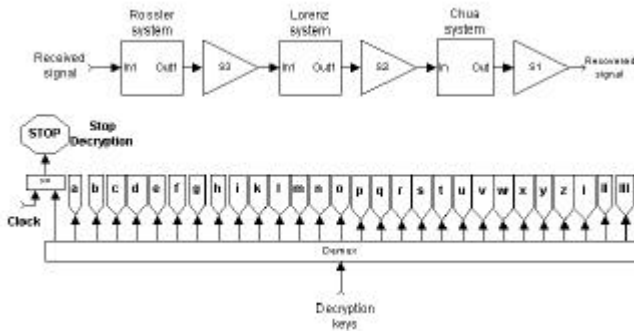 Rossler system
Lorenz system
Chua system
Received signal
In1 Out1
S3
In1 Out1
S2
In Out
S1
Recovered signal
STOP
Stop Decryption
a b c d e f g h i k l m n o p q r s t u v w x y z I II III
Clock
Demux
Decryption keys